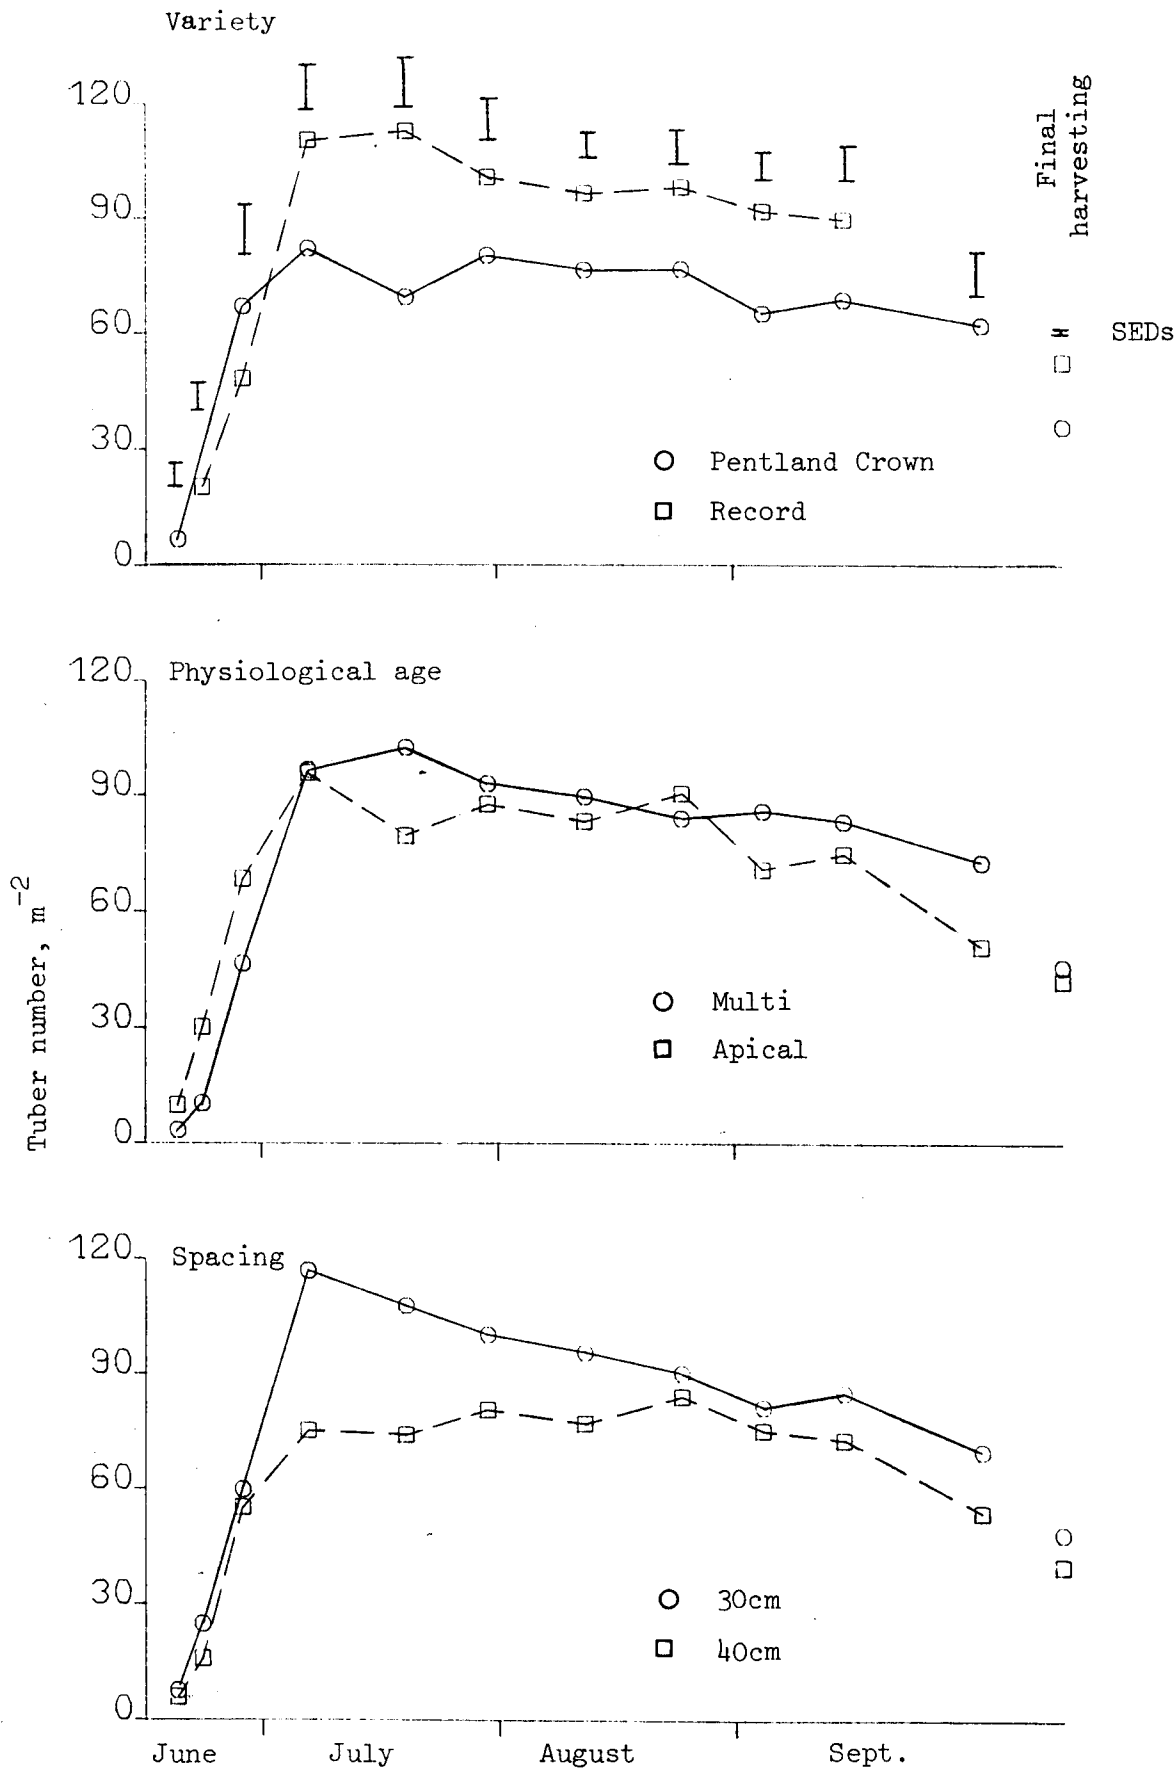 Variety
120
90
60
30
0
Final
harvesting
SEDs
Pentland Crown
Record
Tuber number, m⁻²
Physiological age
120
90
60
30
0
Multi
Apical
Spacing
120
90
60
30
0
30cm
40cm
June July August Sept.